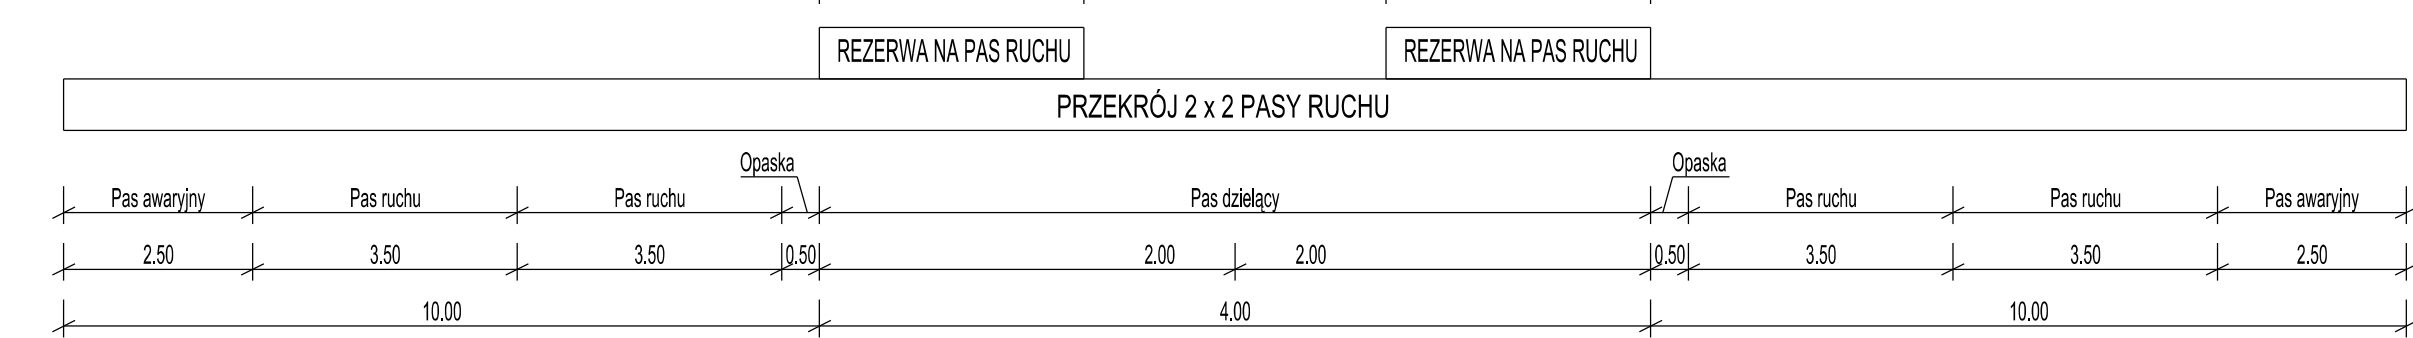 REZERWA NA PAS RUCHU REZERWA NA PAS RUCHU
PRZEKRÓJ 2 x 2 PASY RUCHU
Opaska Opaska
Pas awaryjny Pas ruchu Pas ruchu Pas dzielący Pas ruchu Pas ruchu Pas awaryjny
2.50 3.50 3.50 0.50 2.00 2.00 0.50 3.50 3.50 2.50
10.00 4.00 10.00